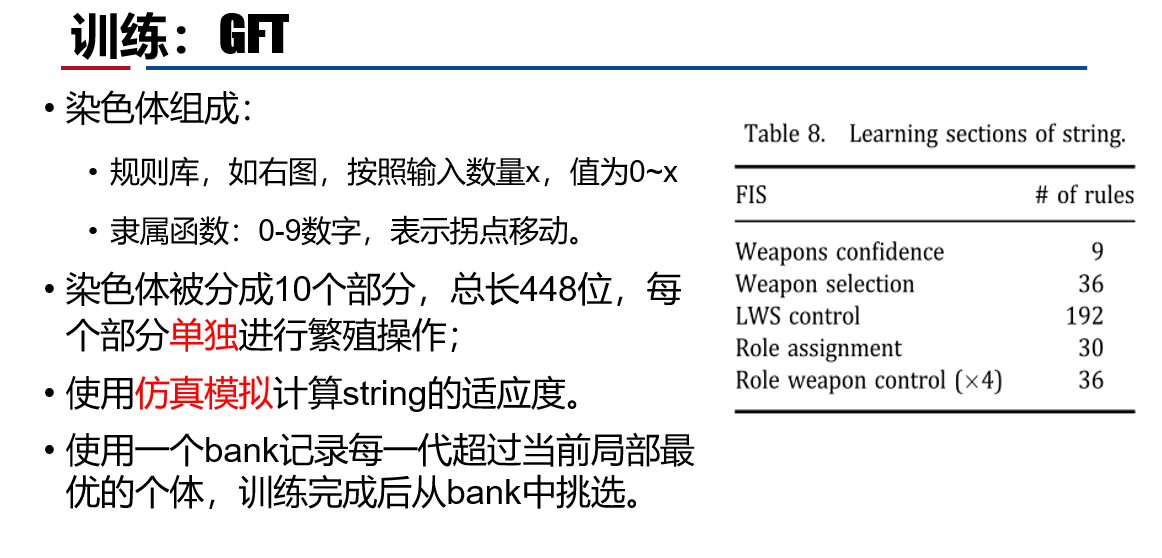 训练：GFT
• 染色体组成：
• 规则库，如右图，按照输入数量x，值为0~x
• 隶属函数：0-9数字，表示拐点移动。
• 染色体被分成10个部分，总长448位，每
个部分单独进行繁殖操作；
• 使用仿真模拟计算string的适应度。
• 使用一个bank记录每一代超过当前局部最
优的个体，训练完成后从bank中挑选。
Table 8. Learning sections of string.
FIS # of rules
Weapons confidence 9
Weapon selection 36
LWS control 192
Role assignment 30
Role weapon control (×4) 36